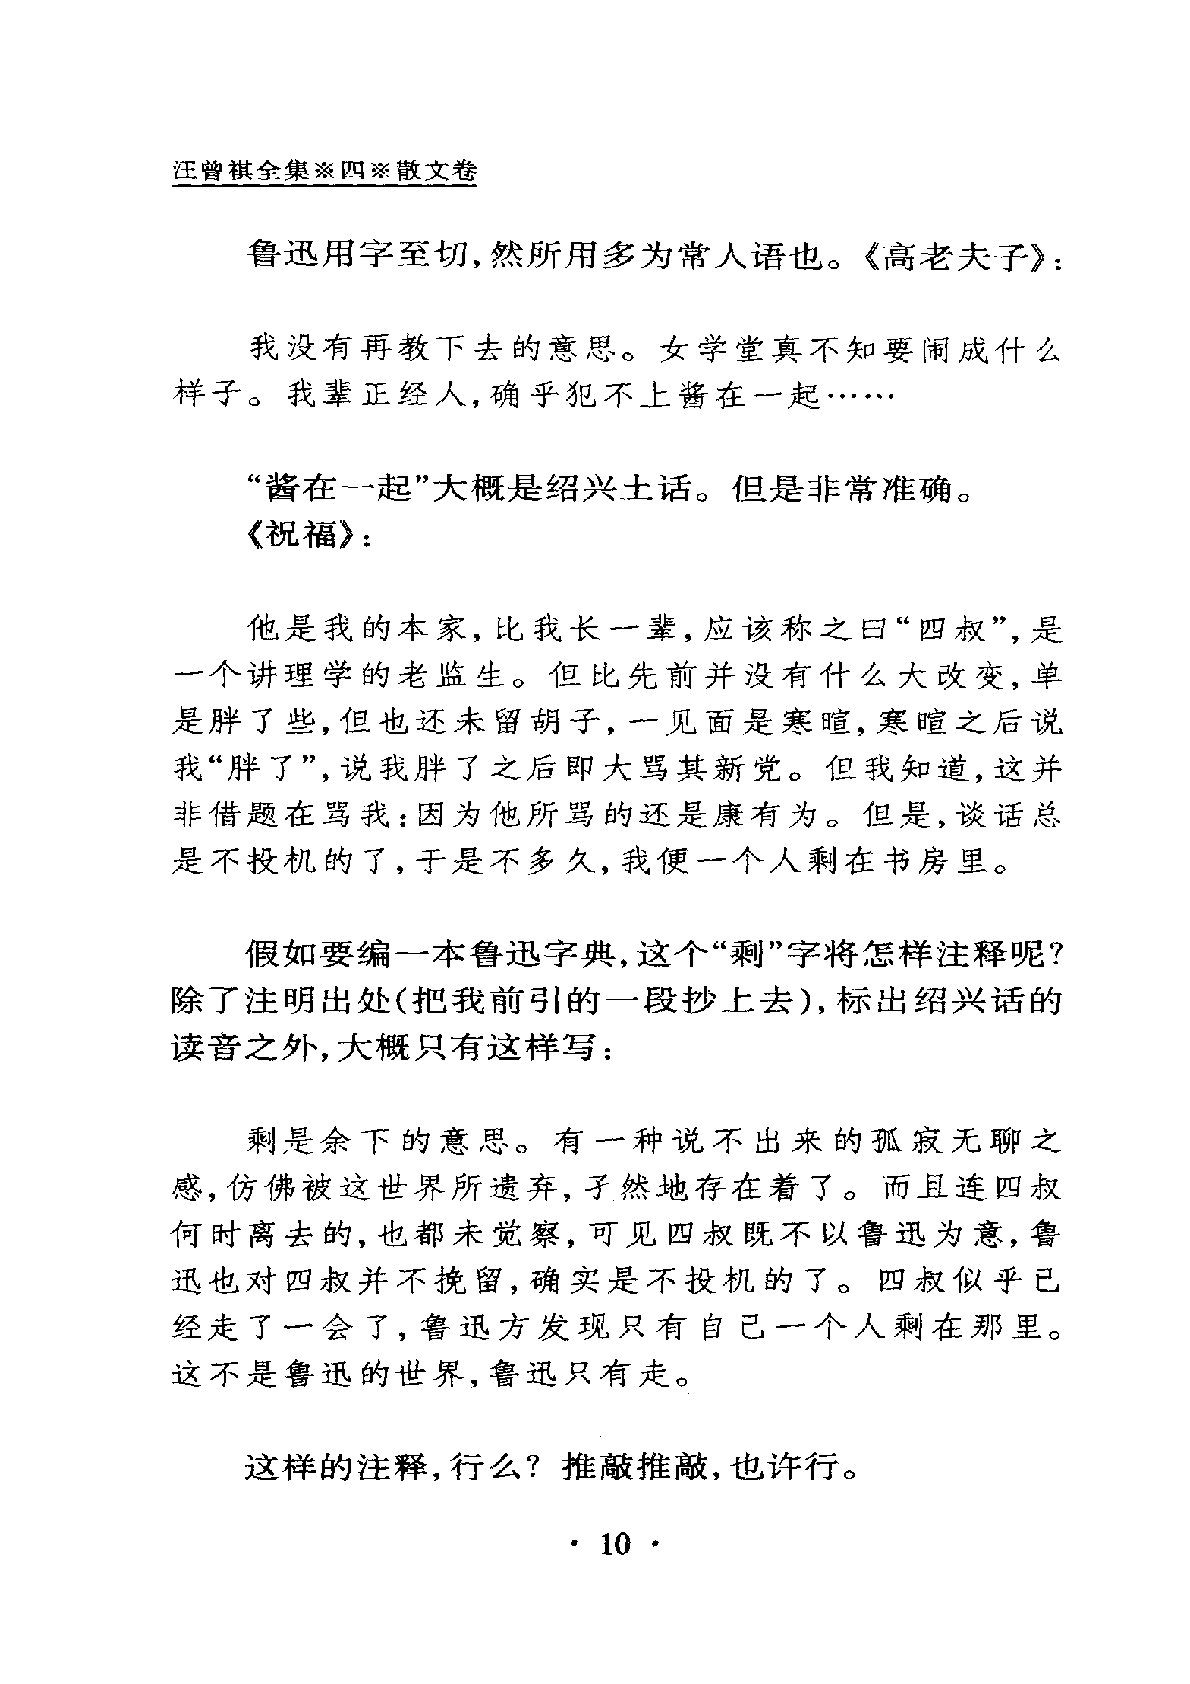 汪曾祺全集※四※散文卷
鲁迅用字至切,然所用多为常人语也。《高老夫子》:
我没有再教下去的意思。女学堂真不知要闹成什么
样子。我辈正经人,确乎犯不上酱在一起……
“酱在一起”大概是绍兴土话。但是非常准确。
《祝福》:
他是我的本家,比我长一辈,应该称之曰“四叔”,是
一个讲理学的老监生。但比先前并没有什么大改变,单
是胖了些,但也还未留胡子,一见面是寒暄,寒暄之后说
我“胖了”,说我胖了之后即大骂其新党。但我知道,这并
非借题在骂我:因为他所骂的还是康有为。但是,谈话总
是不投机的了,于是不多久,我便一个人剩在书房里。
假如要编一本鲁迅字典,这个“剩”字将怎样注释呢?
除了注明出处(把我前引的一段抄上去),标出绍兴话的
读音之外,大概只有这样写:
剩是余下的意思。有一种说不出来的孤寂无聊之
感,仿佛被这世界所遗弃,孑然地存在着了。而且连四叔
何时离去的,也都未觉察,可见四叔既不以鲁迅为意,鲁
迅也对四叔并不挽留,确实是不投机的了。四叔似乎已
经走了一会了,鲁迅方发现只有自己一个人剩在那里。
这不是鲁迅的世界,鲁迅只有走。
这样的注释,行么?推敲推敲,也许行。
· 10 ·